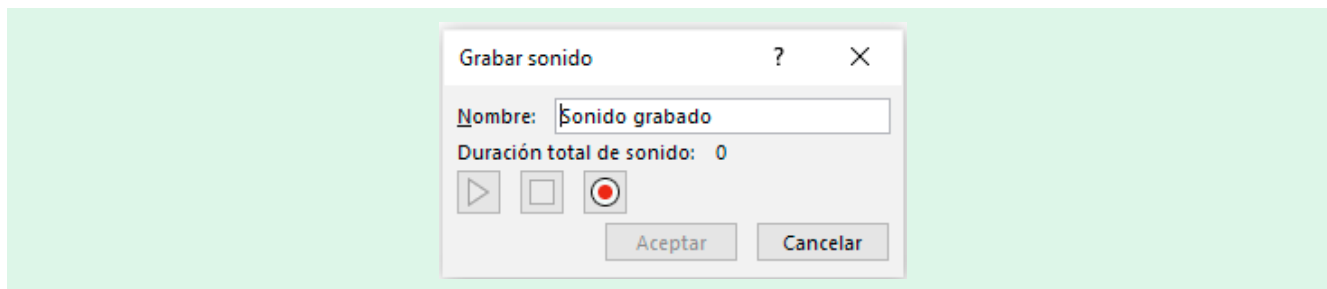 Grabar sonido ?
Nombre: Sonido grabado
Duración total de sonido: 0
Aceptar Cancelar